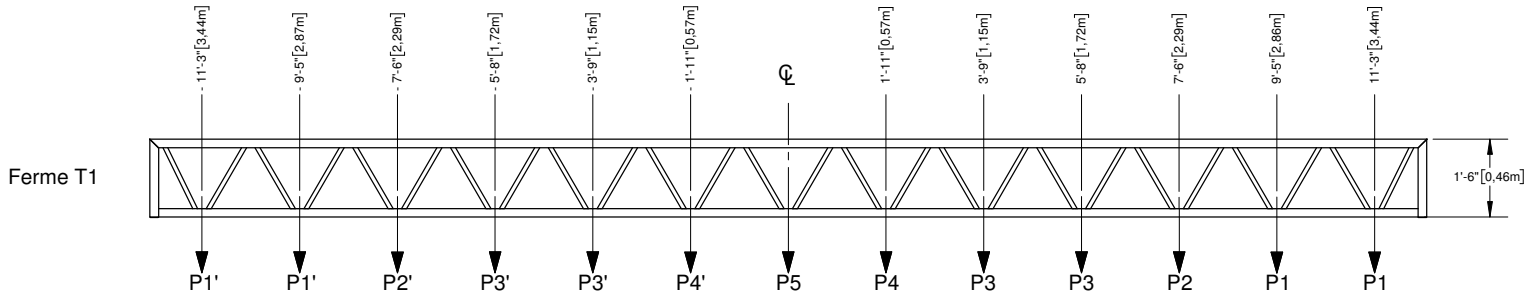 - 11'-3"[3,44m]
- 9'-5"[2,87m]
- 7'-6"[2,29m]
- 5'-8"[1,72m]
- 3'-9"[1,15m]
- 1'-11"[0,57m]
℄
1'-11"[0,57m]
3'-9"[1,15m]
5'-8"[1,72m]
7'-6"[2,29m]
9'-5"[2,86m]
11'-3"[3,44m]
Ferme T1
1'-6"[0,46m]
P1' P1' P2' P3' P3' P4' P5 P4 P3 P3 P2 P1 P1